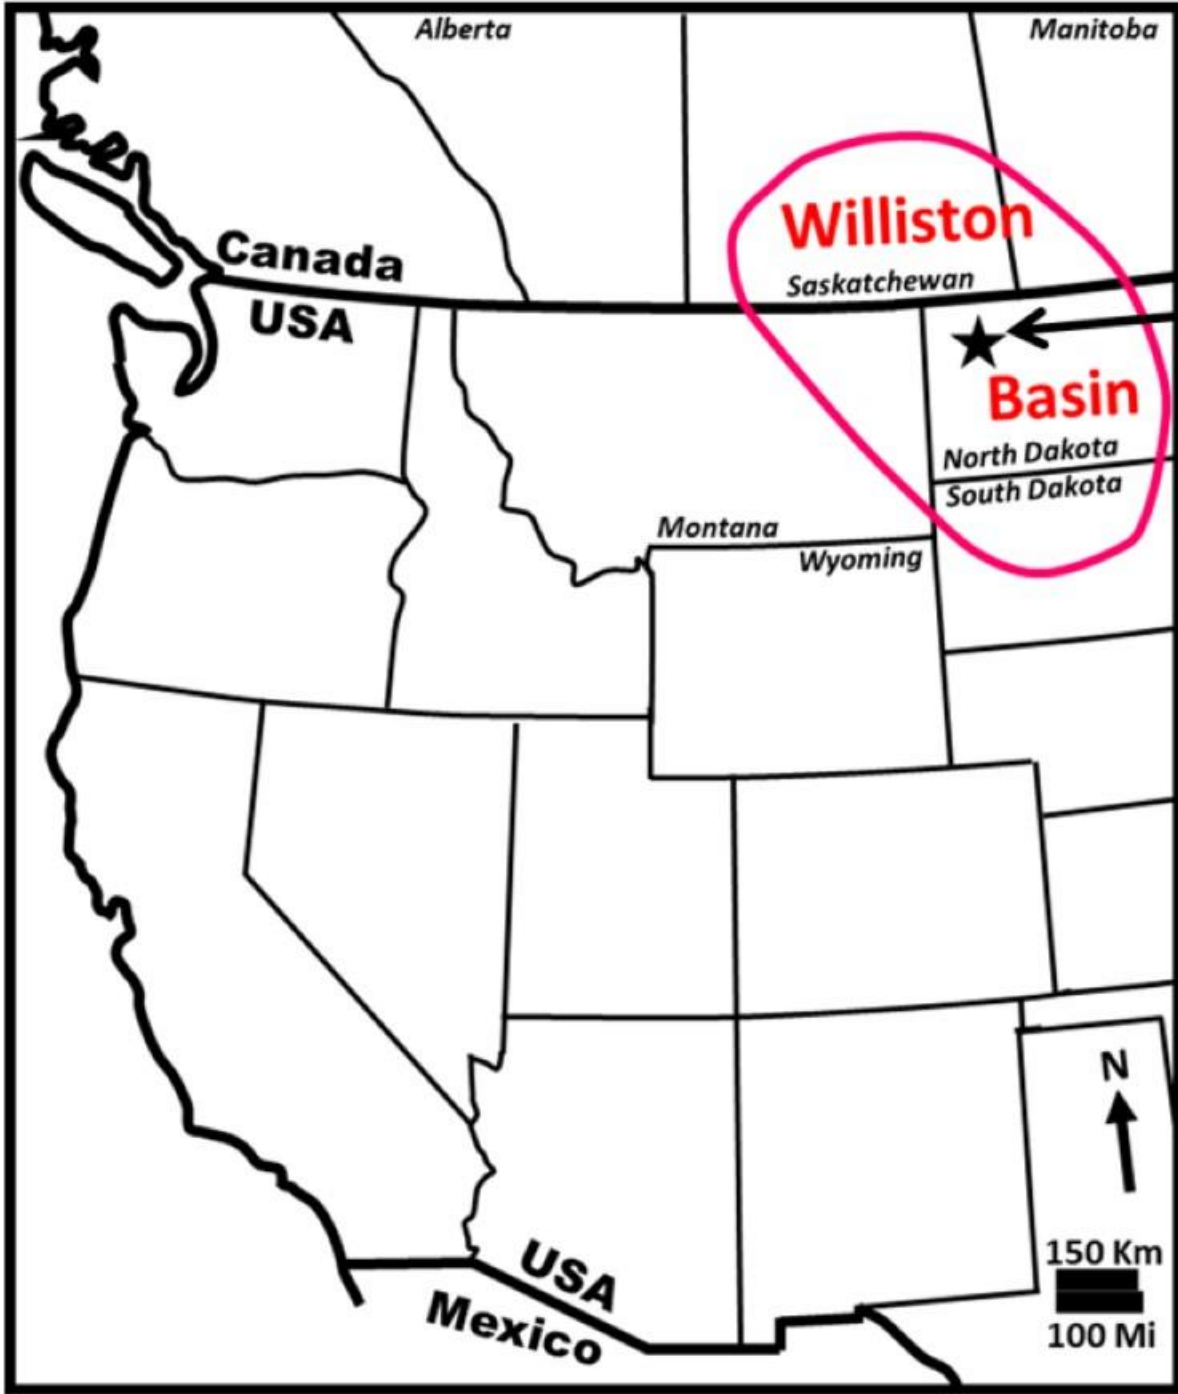 Alberta
Manitoba
Williston
Canada
Saskatchewan
USA
Basin
North Dakota
South Dakota
Montana
Wyoming
N
USA
150 Km
Mexico
100 Mi